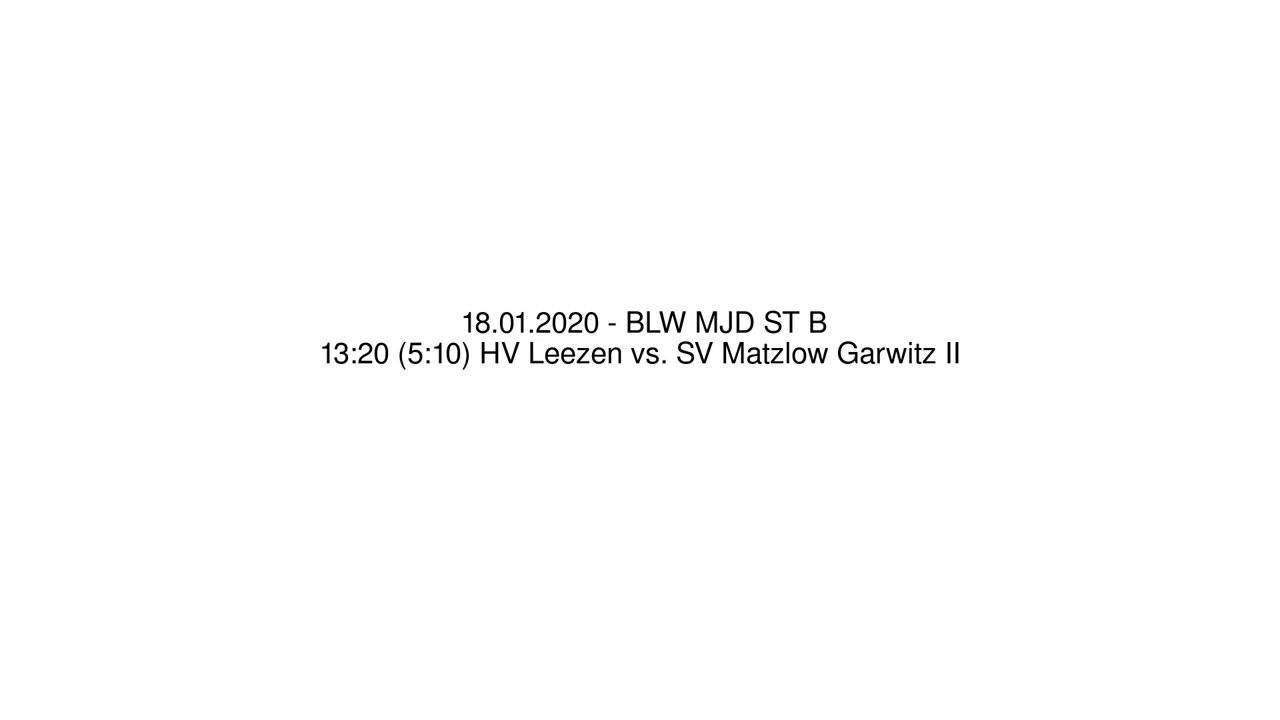 18.01.2020 - BLW MJD ST B
13:20 (5:10) HV Leezen vs. SV Matzlow Garwitz II